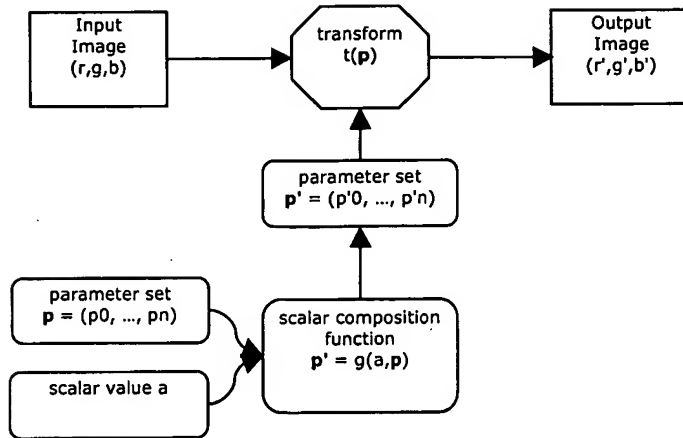 Input
Image
(r,g,b)
transform
t(p)
Output
Image
(r',g',b')
parameter set
p' = (p'0, ..., p'n)
parameter set
p = (p0, ..., pn)
scalar value a
scalar composition
function
p' = g(a,p)